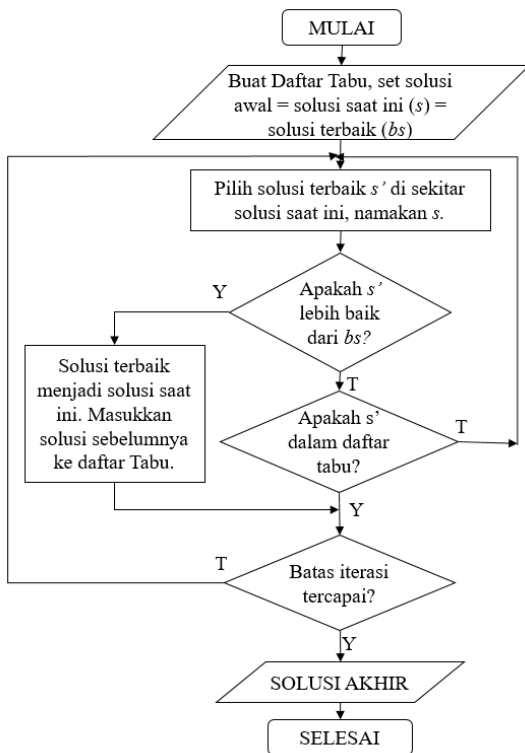 MULAI
Buat Daftar Tabu, set solusi
awal = solusi saat ini (s) =
solusi terbaik (bs)
Pilih solusi terbaik s' di sekitar
solusi saat ini, namakan s.
Y
Apakah s'
lebih baik
dari bs?
Solusi terbaik
menjadi solusi saat
ini. Masukkan
solusi sebelumnya
ke daftar Tabu.
T
Apakah s'
dalam daftar
tabu?
T
Y
T
Batas iterasi
tercapai?
Y
SOLUSI AKHIR
SELESAI